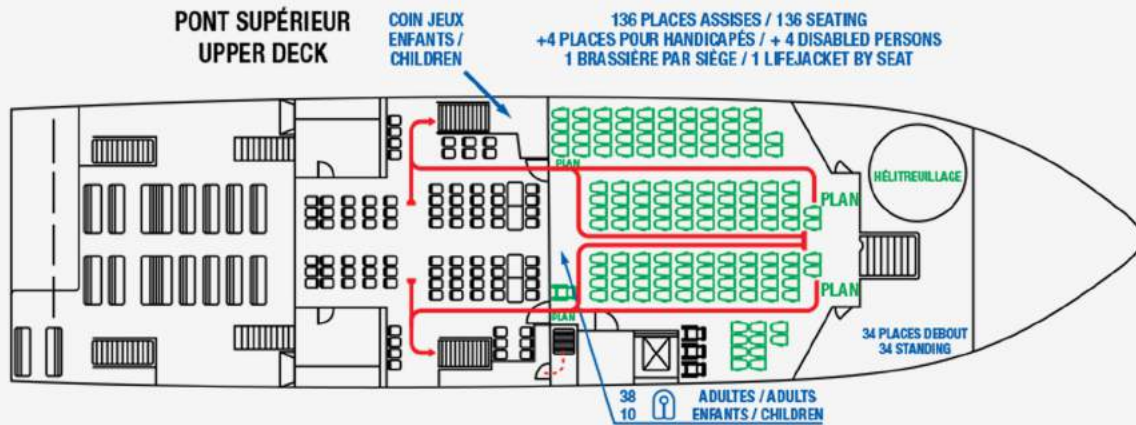 PONT SUPÉRIEUR
UPPER DECK
COIN JEUX
ENFANTS /
CHILDREN
136 PLACES ASSISES / 136 SEATING
+4 PLACES POUR HANDICAPÉS / + 4 DISABLED PERSONS
1 BRASSIÈRE PAR SIÈGE / 1 LIFEJACKET BY SEAT
PLAN
PLAN
HÉLITREUILLAGE
PLAN
PLAN
34 PLACES DEBOUT
34 STANDING
38 ADULTES / ADULTS
10 ENFANTS / CHILDREN